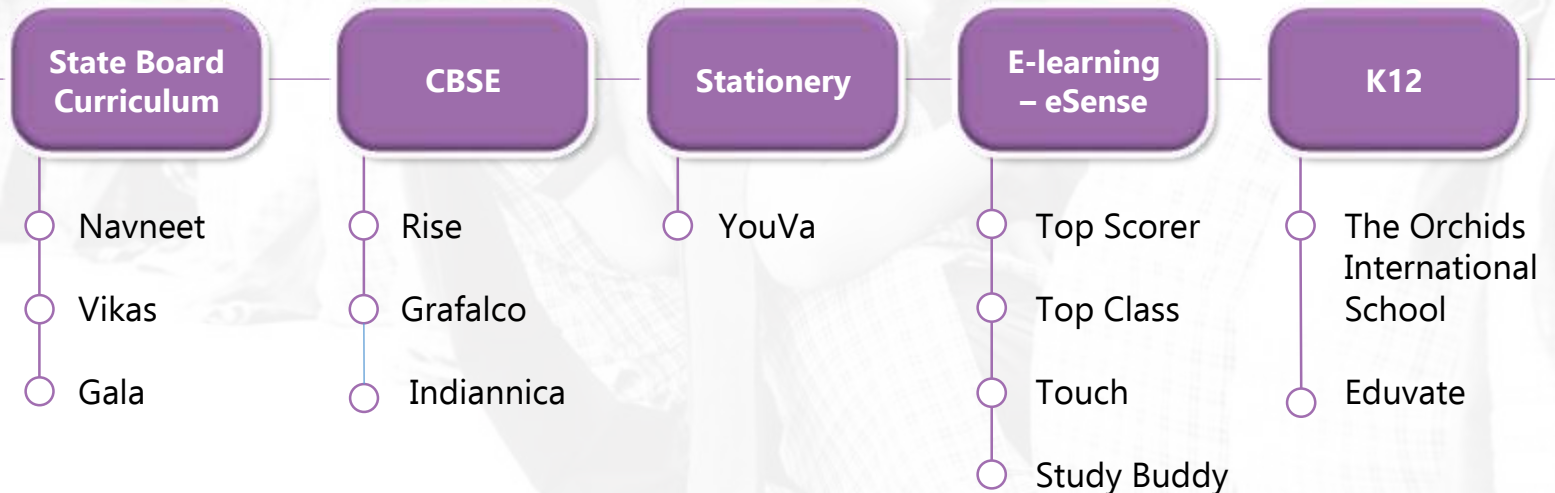 State Board
Curriculum
CBSE
Stationery
E-learning
– eSense
K12
Navneet
Vikas
Gala
Rise
Grafalco
Indiannica
YouVa
Top Scorer
Top Class
Touch
Study Buddy
The Orchids
International
School
Eduvate